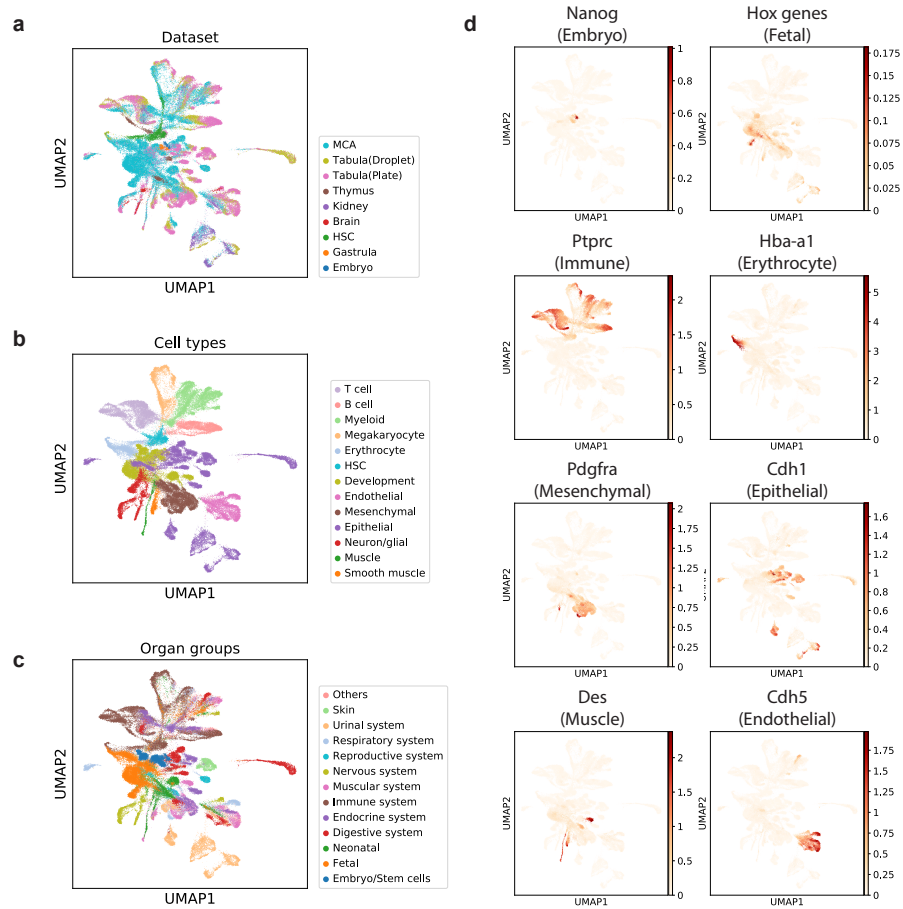 a
Dataset
UMAP2
UMAP1
MCA
Tabula(Droplet)
Tabula(Plate)
Thymus
Kidney
Brain
HSC
Gastrula
Embryo
b
Cell types
UMAP2
UMAP1
T cell
B cell
Myeloid
Megakaryocyte
Erythrocyte
HSC
Development
Endothelial
Mesenchymal
Epithelial
Neuron/glial
Muscle
Smooth muscle
c
Organ groups
UMAP2
UMAP1
Others
Skin
Urinal system
Respiratory system
Reproductive system
Nervous system
Muscular system
Immune system
Endocrine system
Digestive system
Neonatal
Fetal
Embryo/Stem cells
d
Nanog
(Embryo)
UMAP2
UMAP1
1
0.8
0.6
0.4
0.2
0
Hox genes
(Fetal)
UMAP2
UMAP1
0.175
0.15
0.125
0.1
0.075
0.05
0.025
0
Ptprc
(Immune)
UMAP2
UMAP1
2
1.5
1
0.5
0
Hba-a1
(Erythrocyte)
UMAP2
UMAP1
5
4
3
2
1
0
Pdgfra
(Mesenchymal)
UMAP2
UMAP1
2
1.75
1.5
1.25
1
0.75
0.5
0.25
0
Cdh1
(Epithelial)
UMAP1
1.6
1.4
1.2
1
0.8
0.6
0.4
0.2
0
Des
(Muscle)
UMAP2
UMAP1
2
1.5
1
0.5
0
Cdh5
(Endothelial)
UMAP2
UMAP1
1.75
1.5
1.25
1
0.75
0.5
0.25
0